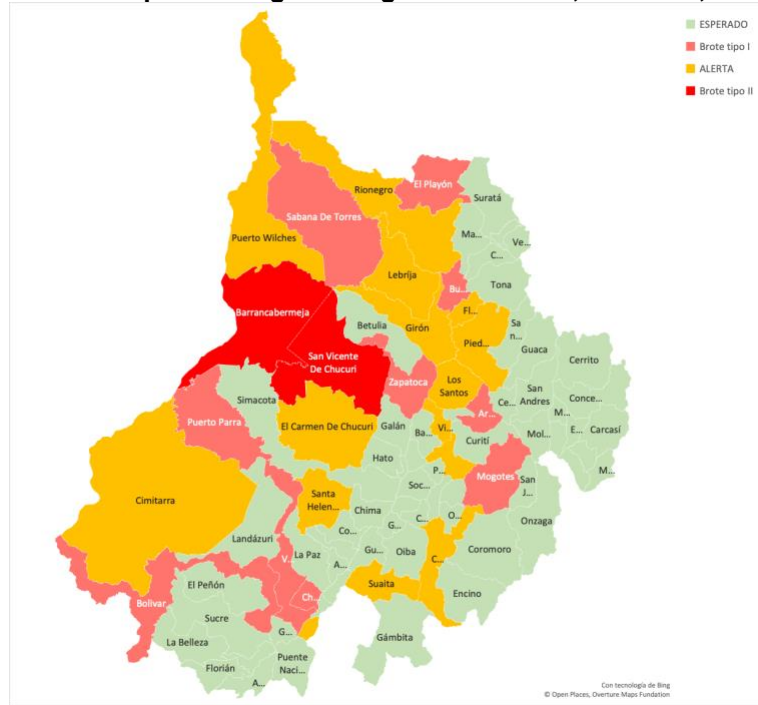 ESPERADO
Brote tipo I
ALERTA
Brote tipo II
El Playón
Rionegro
Suratá
Sabana De Torres
Ma...
Ve...
Puerto Wilches
C...
Lebríja
Tona
Bu...
Barrancabermeja
Fl...
Betulia
Girón
Sa
n...
Pied...
Guaca
San Vicente
De Chucuri
Cerrito
Zapatoca
Los
Santos
San
Andres
Simacota
Ce...
Conce...
Ar...
M...
Puerto Parra
El Carmen De Chucuri
Galán
Ba...
Vi...
E...
Carcasí
Curití
Mol...
Hato
P...
M...
Mogotes
San
J...
Soc...
Cimitarra
Santa
Helen...
Chima
C...
O...
Onzaga
G...
Co...
Landázuri
V...
La Paz
Gu...
Oiba
Coromoro
A...
C...
Suaita
El Peñón
Encino
Bolívar
Ch...
Sucre
G...
Gámbita
La Belleza
Puente
Naci...
Florián
A...
Con tecnología de Bing
© Open Places, Overture Maps Foundation